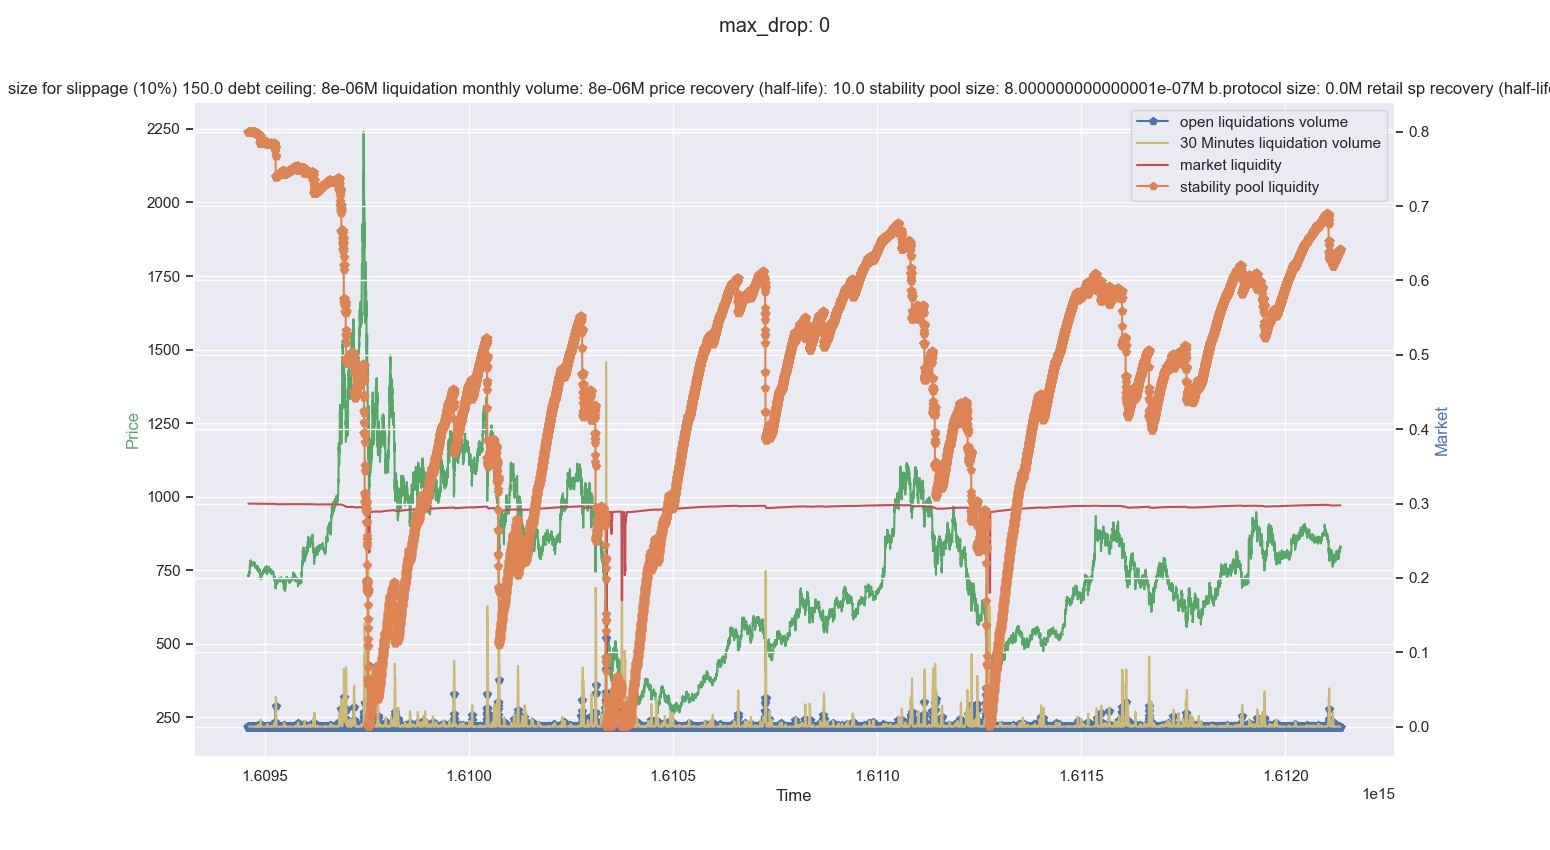 max_drop: 0
size for slippage (10%) 150.0 debt ceiling: 8e-06M liquidation monthly volume: 8e-06M price recovery (half-life): 10.0 stability pool size: 8.000000000000001e-07M b.protocol size: 0.0M retail sp recovery (half-life
open liquidations volume
30 Minutes liquidation volume
market liquidity
stability pool liquidity
2250
2000
1750
1500
1250
1000
750
500
250
Price
0.8
0.7
0.6
0.5
0.4
0.3
0.2
0.1
0.0
Market
1.6095 1.6100 1.6105 1.6110 1.6115 1.6120
Time
1e15